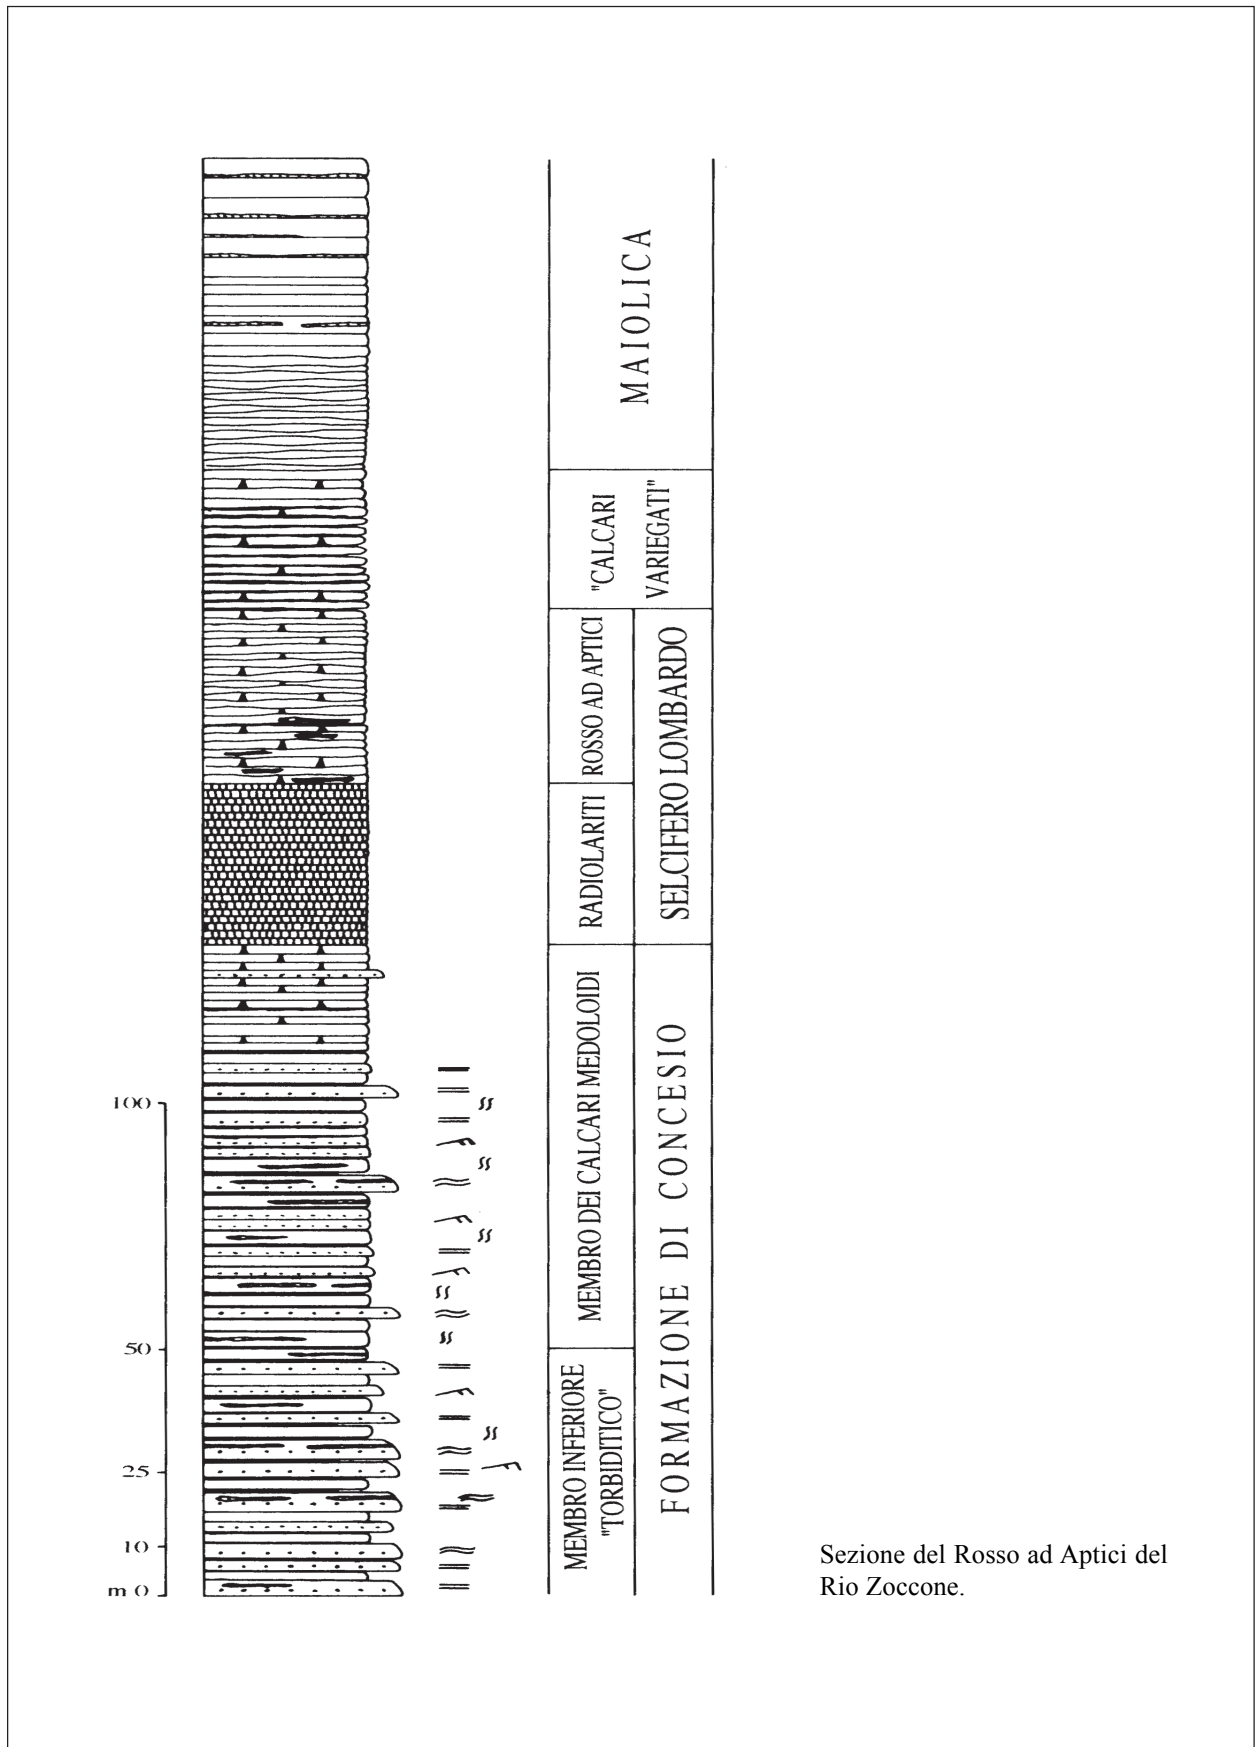 MAIOLICA
"CALCARI
VARIEGATI"
ROSSO AD APTICI
SELCIFERO LOMBARDO
RADIOLARITI
MEMBRO DEI CALCARI MEDOLOIDI
FORMAZIONE DI CONCESIO
MEMBRO INFERIORE
"TORBIDITICO"
100
50
25
10
m 0
Sezione del Rosso ad Aptici del
Rio Zoccone.